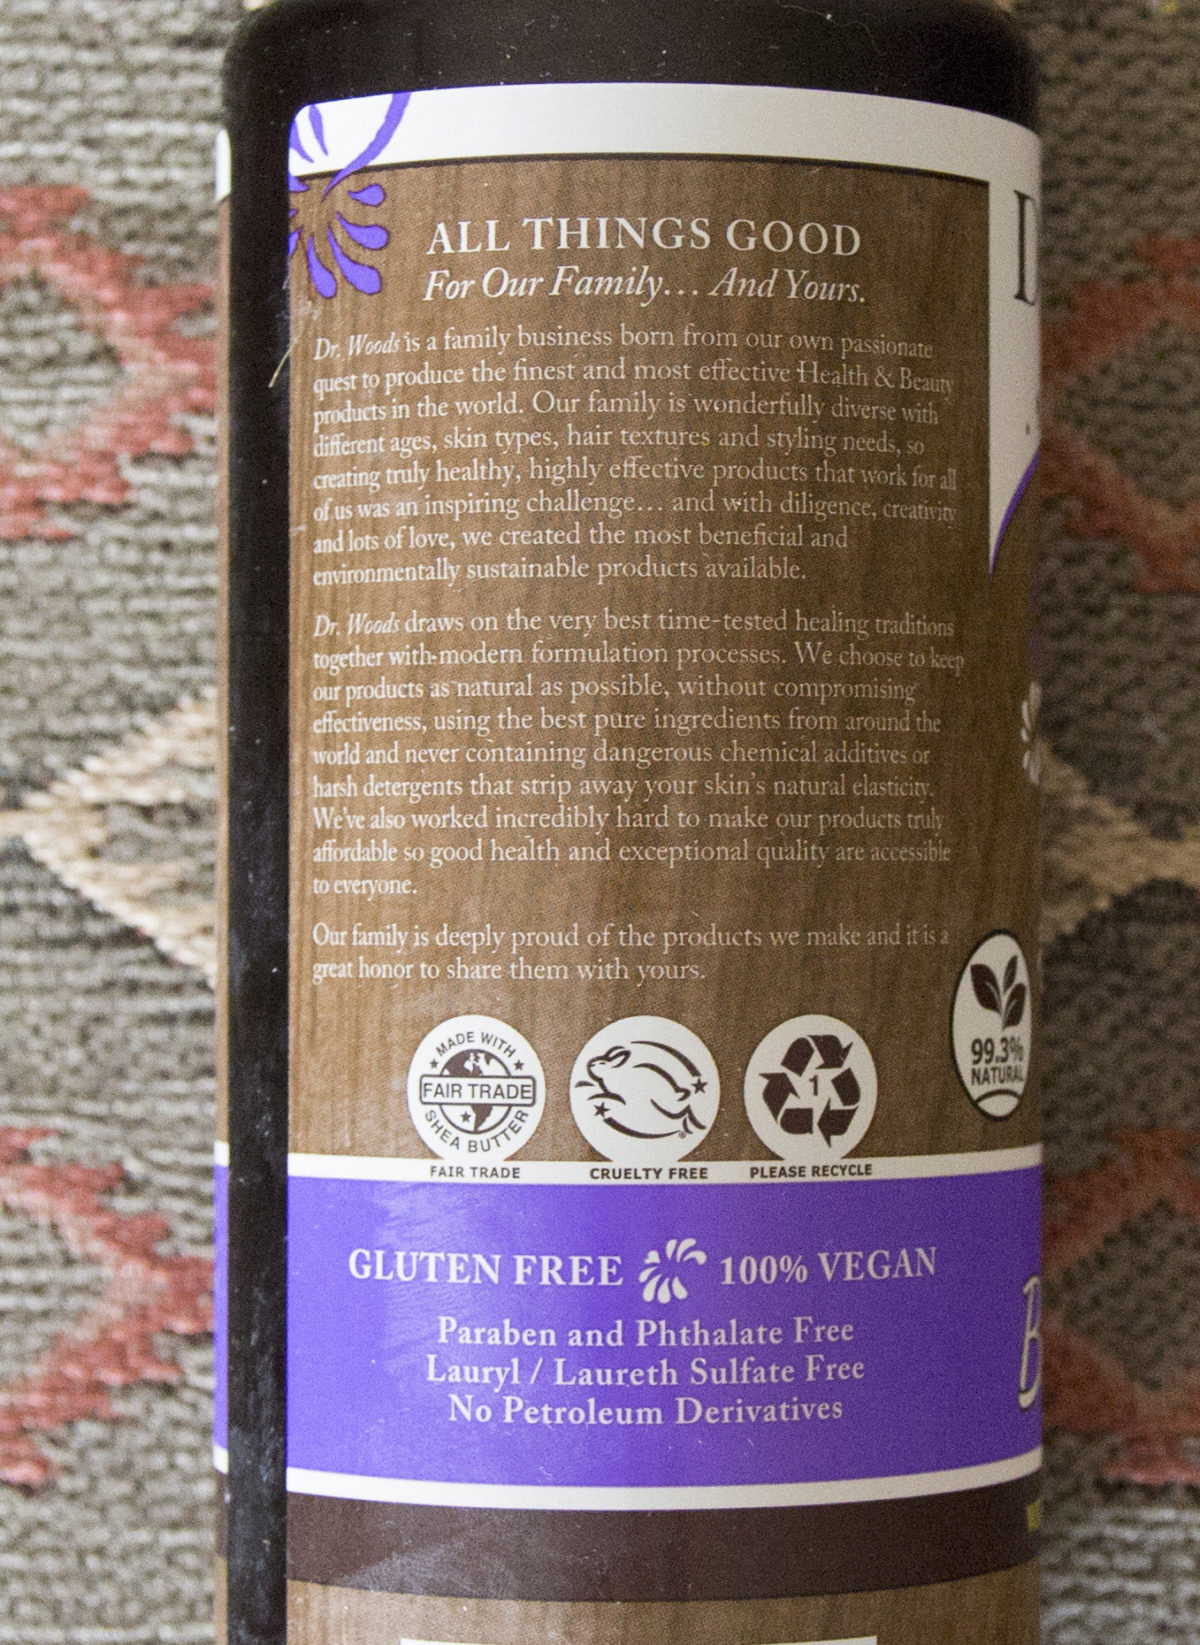 ALL THINGS GOOD
For Our Family... And Yours.
Dr. Woods is a family business born from our own passionate
quest to produce the finest and most effective Health & Beauty
products in the world. Our family is wonderfully diverse with
different ages, skin types, hair textures and styling needs, so
creating truly healthy, highly effective products that work for all
of us was an inspiring challenge... and with diligence, creativity
and lots of love, we created the most beneficial and
environmentally sustainable products available.
Dr. Woods draws on the very best time-tested healing traditions
together with modern formulation processes. We choose to keep
our products as natural as possible, without compromising
effectiveness, using the best pure ingredients from around the
world and never containing dangerous chemical additives or
harsh detergents that strip away your skin's natural elasticity.
We've also worked incredibly hard to make our products truly
affordable so good health and exceptional quality are accessible
to everyone.
Our family is deeply proud of the products we make and it is a
great honor to share them with yours.
MADE WITH
FAIR TRADE
SHEA BUTTER
1
99.3%
NATURAL
FAIR TRADE
CRUELTY FREE
PLEASE RECYCLE
GLUTEN FREE 100% VEGAN
Paraben and Phthalate Free
Lauryl / Laureth Sulfate Free
No Petroleum Derivatives